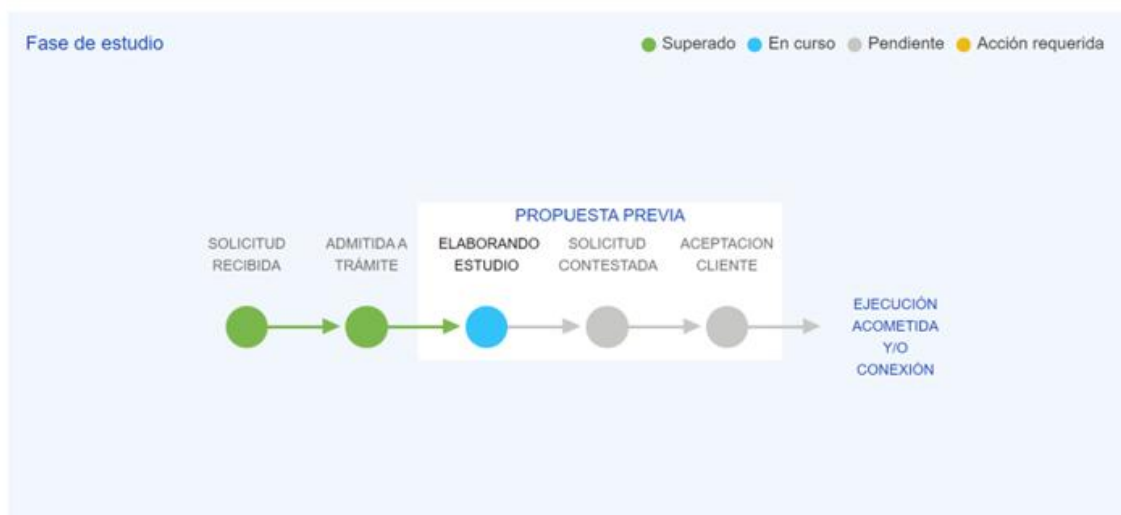 Fase de estudio
Superado
En curso
Pendiente
Acción requerida
PROPUESTA PREVIA
SOLICITUD
RECIBIDA
ADMITIDA A
TRÁMITE
ELABORANDO
ESTUDIO
SOLICITUD
CONTESTADA
ACEPTACION
CLIENTE
EJECUCIÓN
ACOMETIDA
Y/O
CONEXIÓN